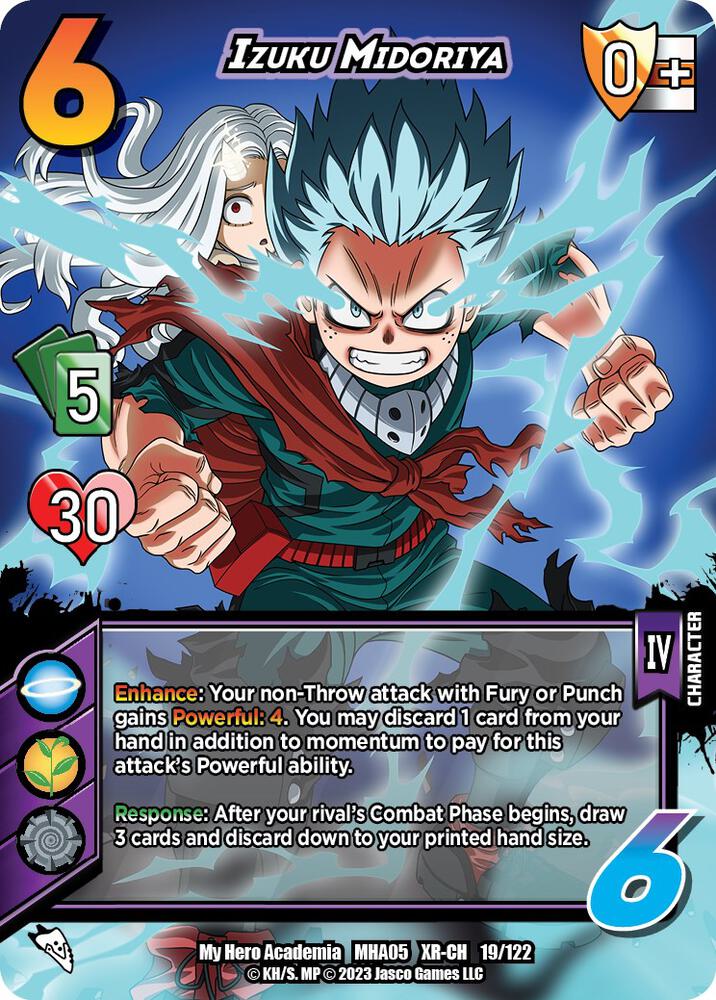 6
IZUKU MIDORIYA
0 +
5
30
IV
CHARACTER
Enhance: Your non-Throw attack with Fury or Punch
gains Powerful: 4. You may discard 1 card from your
hand in addition to momentum to pay for this
attack's Powerful ability.
Response: After your rival's Combat Phase begins, draw
3 cards and discard down to your printed hand size.
6
My Hero Academia MHA05 XR-CH 19/122
© KH/S. MP © 2023 Jasco Games LLC